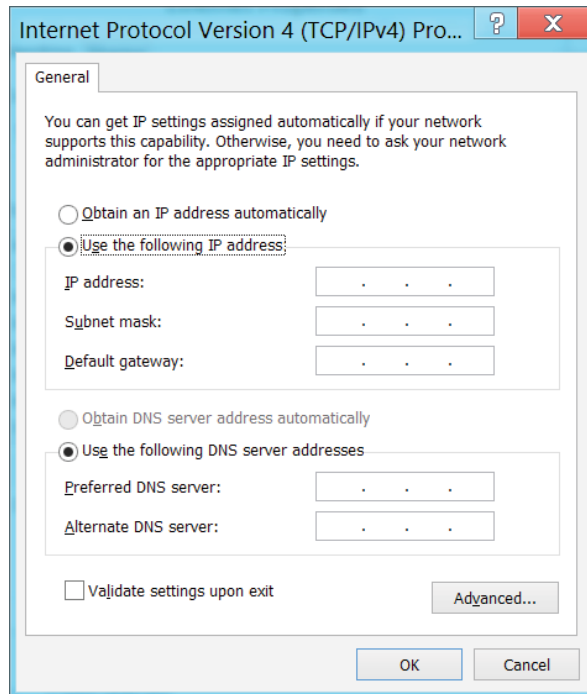 Internet Protocol Version 4 (TCP/IPv4) Pro...
?
X
General
You can get IP settings assigned automatically if your network
supports this capability. Otherwise, you need to ask your network
administrator for the appropriate IP settings.
Obtain an IP address automatically
Use the following IP address:
IP address:
. . .
Subnet mask:
. . .
Default gateway:
. . .
Obtain DNS server address automatically
Use the following DNS server addresses
Preferred DNS server:
. . .
Alternate DNS server:
. . .
Validate settings upon exit
Advanced...
OK
Cancel